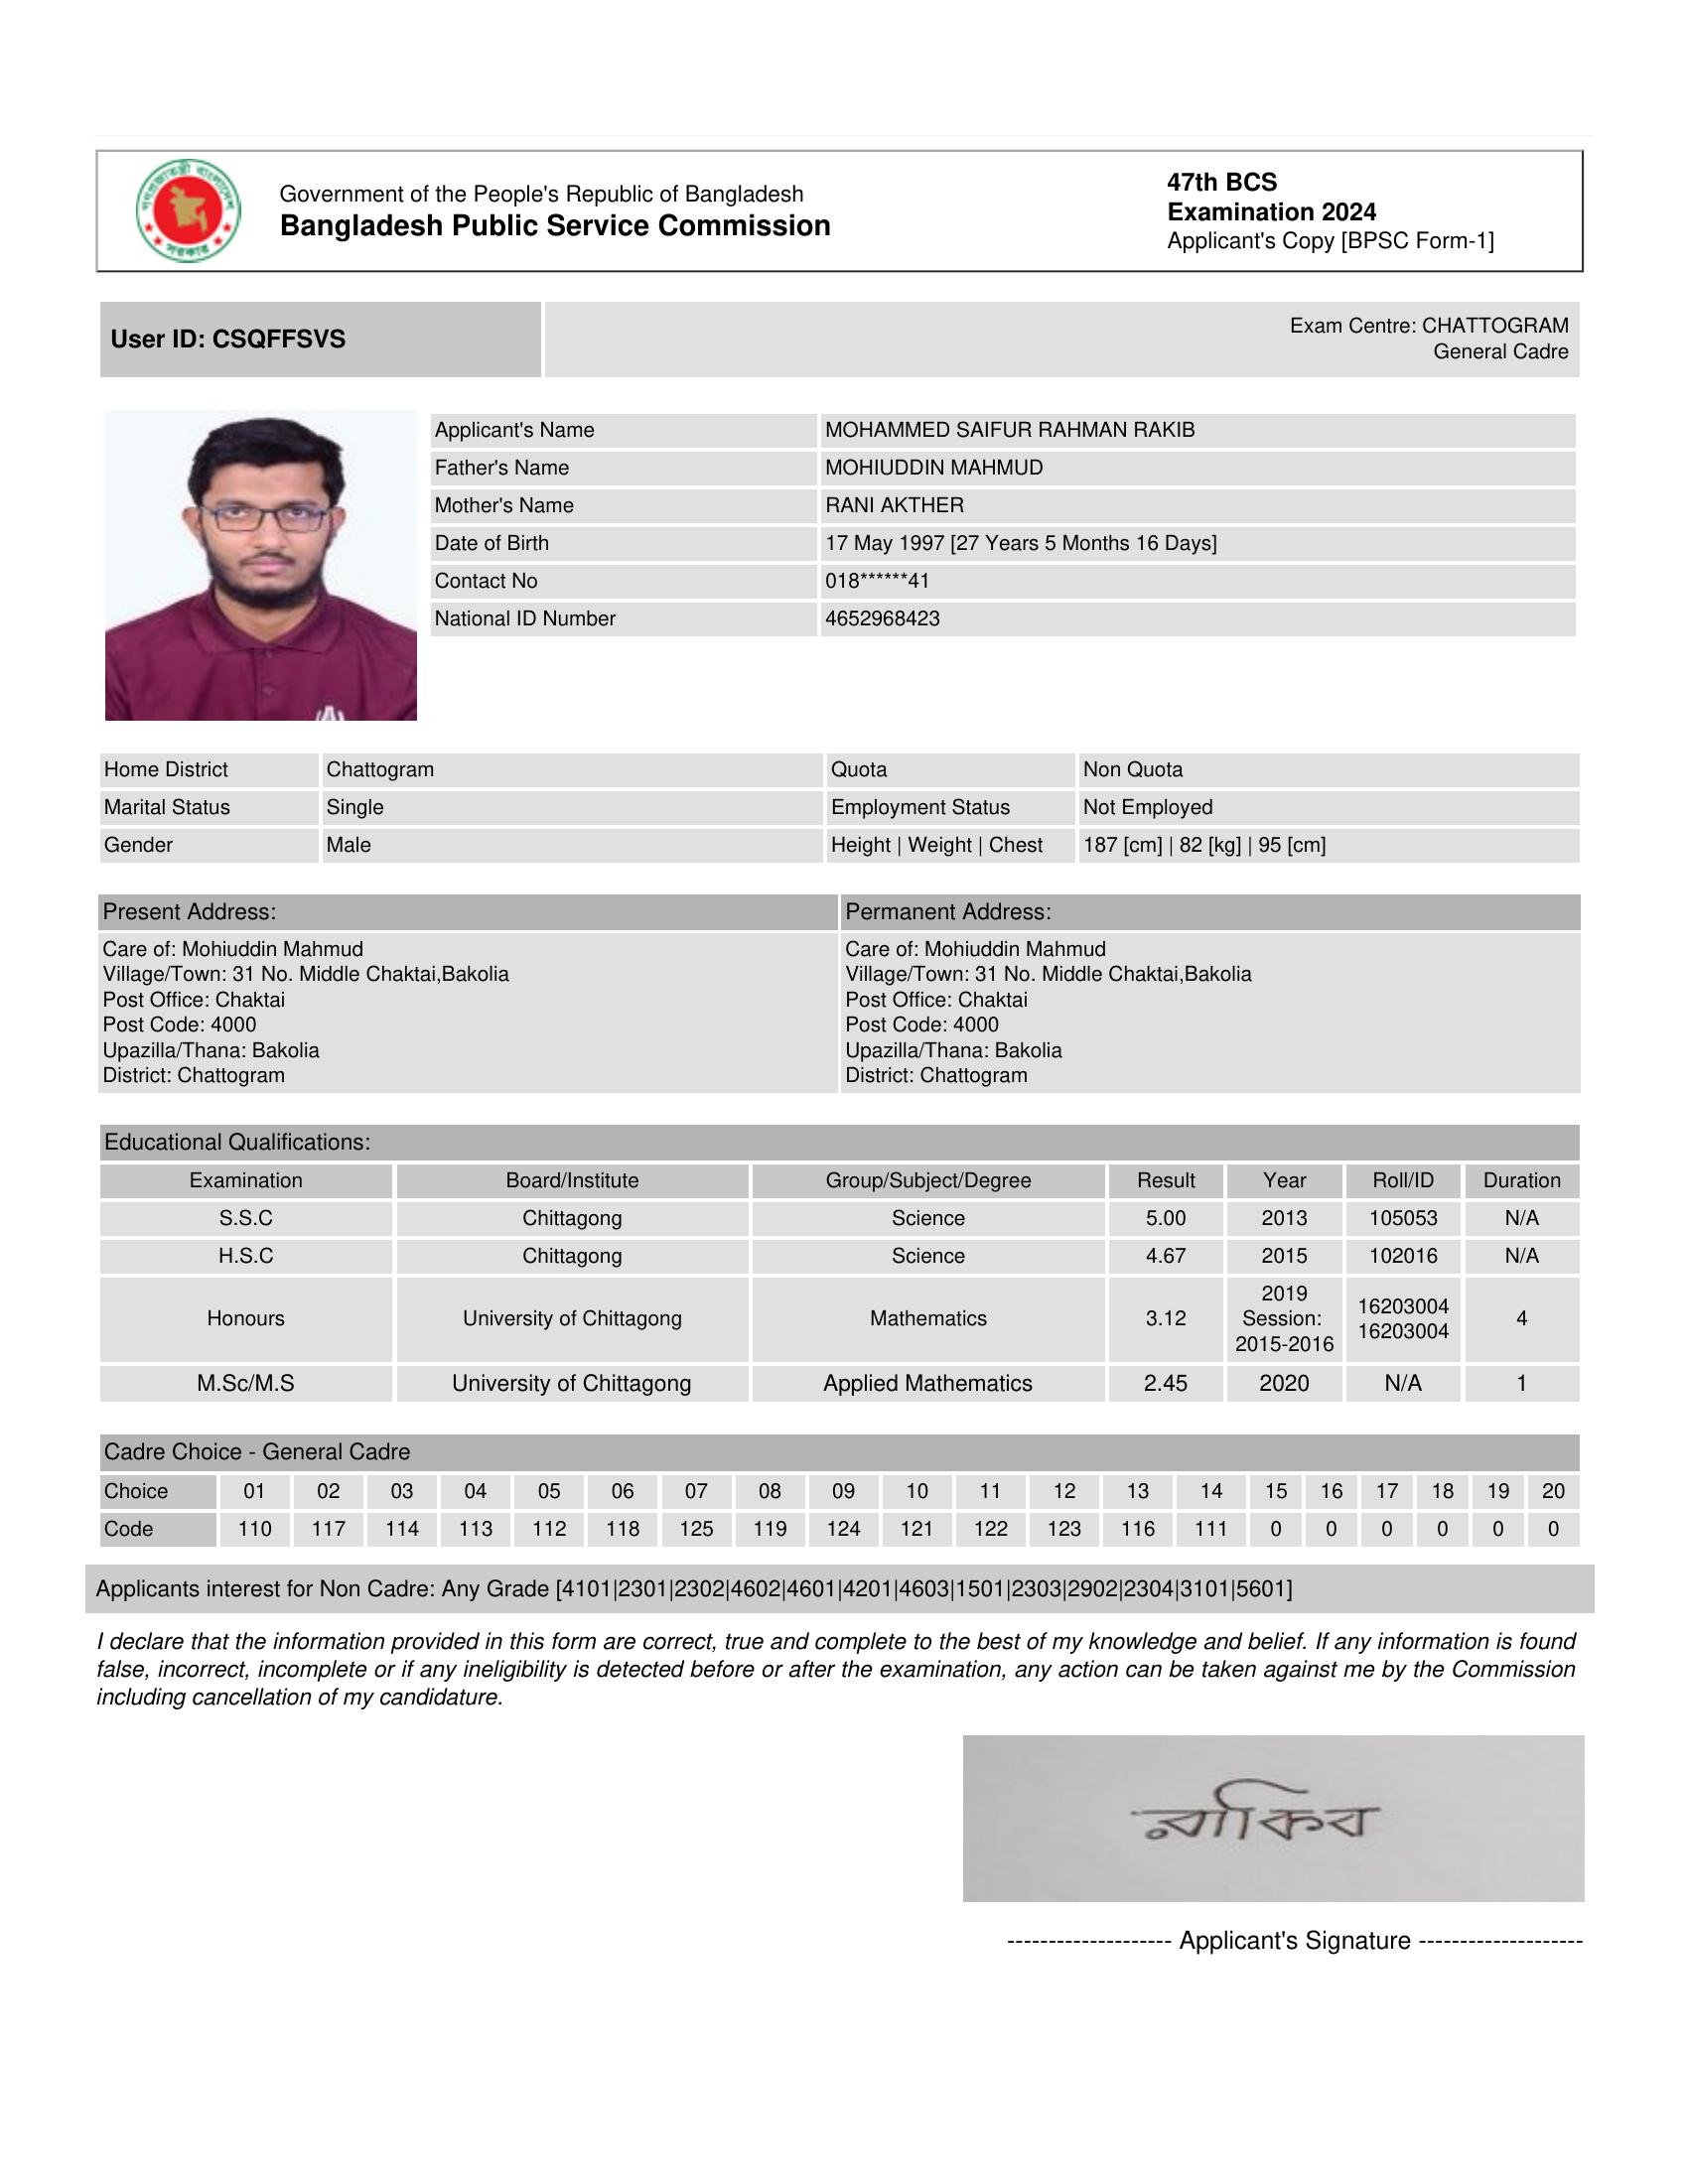 গণপ্রজাতন্ত্রী বাংলাদেশ
সরকার
Government of the People's Republic of Bangladesh
Bangladesh Public Service Commission
47th BCS
Examination 2024
Applicant's Copy [BPSC Form-1]
User ID: CSQFFSVS
Exam Centre: CHATTOGRAM
General Cadre
Applicant's Name MOHAMMED SAIFUR RAHMAN RAKIB
Father's Name MOHIUDDIN MAHMUD
Mother's Name RANI AKTHER
Date of Birth 17 May 1997 [27 Years 5 Months 16 Days]
Contact No 018******41
National ID Number 4652968423
Home District Chattogram Quota Non Quota
Marital Status Single Employment Status Not Employed
Gender Male Height | Weight | Chest 187 [cm] | 82 [kg] | 95 [cm]
Present Address:
Care of: Mohiuddin Mahmud
Village/Town: 31 No. Middle Chaktai,Bakolia
Post Office: Chaktai
Post Code: 4000
Upazilla/Thana: Bakolia
District: Chattogram
Permanent Address:
Care of: Mohiuddin Mahmud
Village/Town: 31 No. Middle Chaktai,Bakolia
Post Office: Chaktai
Post Code: 4000
Upazilla/Thana: Bakolia
District: Chattogram
Educational Qualifications:
Examination Board/Institute Group/Subject/Degree Result Year Roll/ID Duration
S.S.C Chittagong Science 5.00 2013 105053 N/A
H.S.C Chittagong Science 4.67 2015 102016 N/A
Honours University of Chittagong Mathematics 3.12
2019
Session:
2015-2016
16203004
16203004
4
M.Sc/M.S University of Chittagong Applied Mathematics 2.45 2020 N/A 1
Cadre Choice - General Cadre
Choice 01 02 03 04 05 06 07 08 09 10 11 12 13 14 15 16 17 18 19 20
Code 110 117 114 113 112 118 125 119 124 121 122 123 116 111 0 0 0 0 0 0
Applicants interest for Non Cadre: Any Grade [4101|2301|2302|4602|4601|4201|4603|1501|2303|2902|2304|3101|5601]
I declare that the information provided in this form are correct, true and complete to the best of my knowledge and belief. If any information is found
false, incorrect, incomplete or if any ineligibility is detected before or after the examination, any action can be taken against me by the Commission
including cancellation of my candidature.
রাকিব
-------------------- Applicant's Signature --------------------